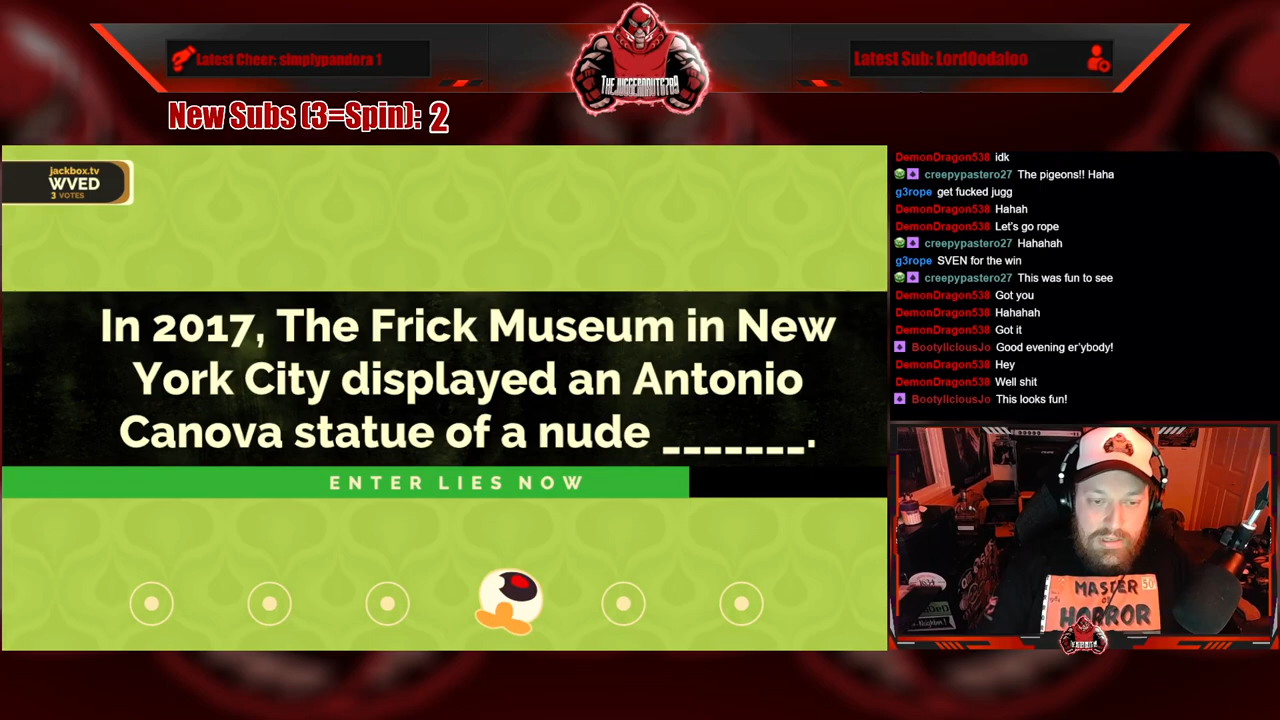 Latest Cheer: simplypandora 1
Latest Sub: LordOodaloo
THEJUGGERNAUT6789
New Subs (3=Spin): 2
jackbox.tv
WVED
3 VOTES
In 2017, The Frick Museum in New
York City displayed an Antonio
Canova statue of a nude _______.
ENTER LIES NOW
DemonDragon538 idk
creepypastero27 The pigeons!! Haha
g3rope get fucked jugg
DemonDragon538 Hahah
DemonDragon538 Let's go rope
creepypastero27 Hahahah
g3rope SVEN for the win
creepypastero27 This was fun to see
DemonDragon538 Got you
DemonDragon538 Hahahah
DemonDragon538 Got it
BootyliciousJo Good evening er'ybody!
DemonDragon538 Hey
DemonDragon538 Well shit
BootyliciousJo This looks fun!
MASTER
OF
HORROR